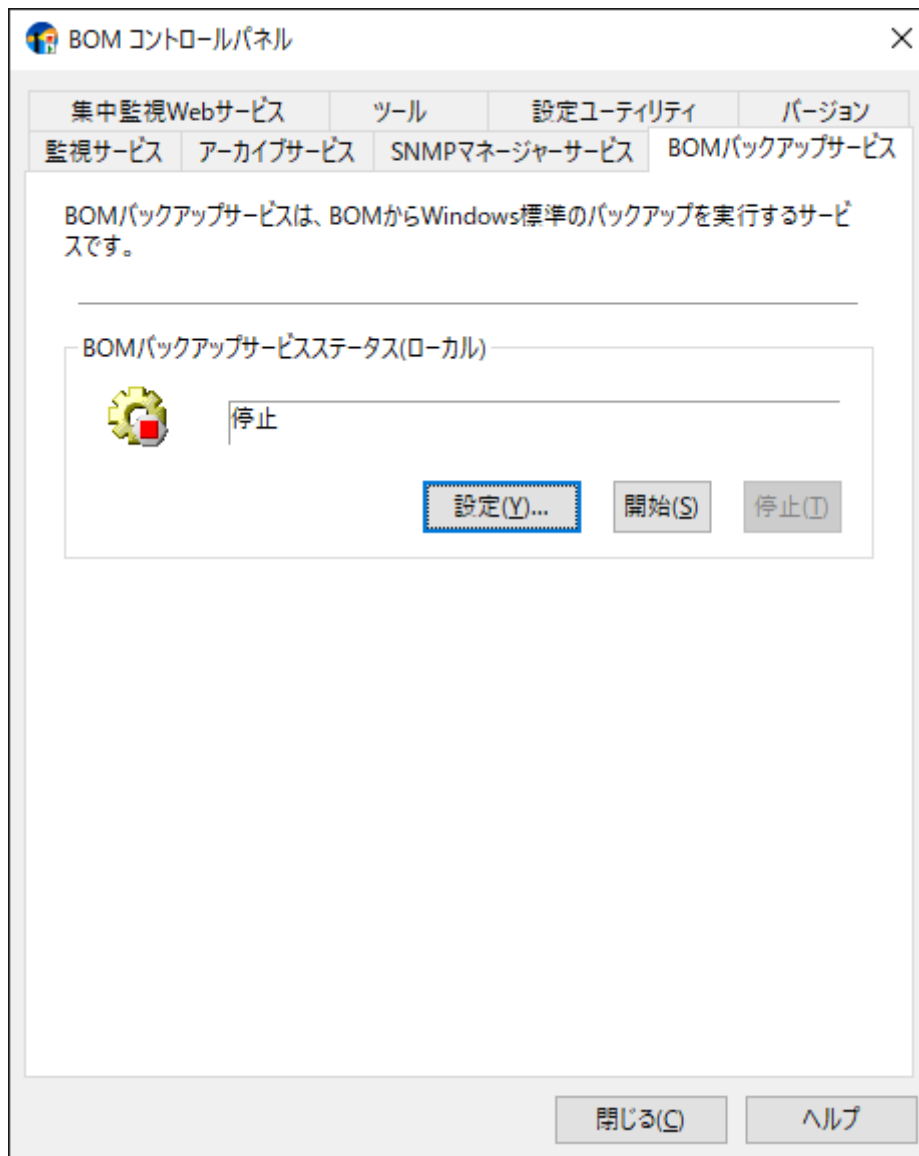 BOM コントロールパネル
集中監視Webサービス
ツール
設定ユーティリティ
バージョン
監視サービス
アーカイブサービス
SNMPマネージャーサービス
BOMバックアップサービス
BOMバックアップサービスは、BOMからWindows標準のバックアップを実行するサービ
スです。
BOMバックアップサービスステータス(ローカル)
停止
設定(Y)...
開始(S)
停止(T)
閉じる(C)
ヘルプ